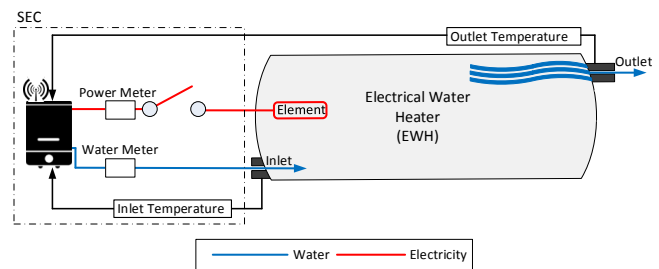 SEC
Outlet Temperature
Outlet
Power Meter
Element
Electrical Water
Heater
(EWH)
Water Meter
Inlet
Inlet Temperature
Water
Electricity